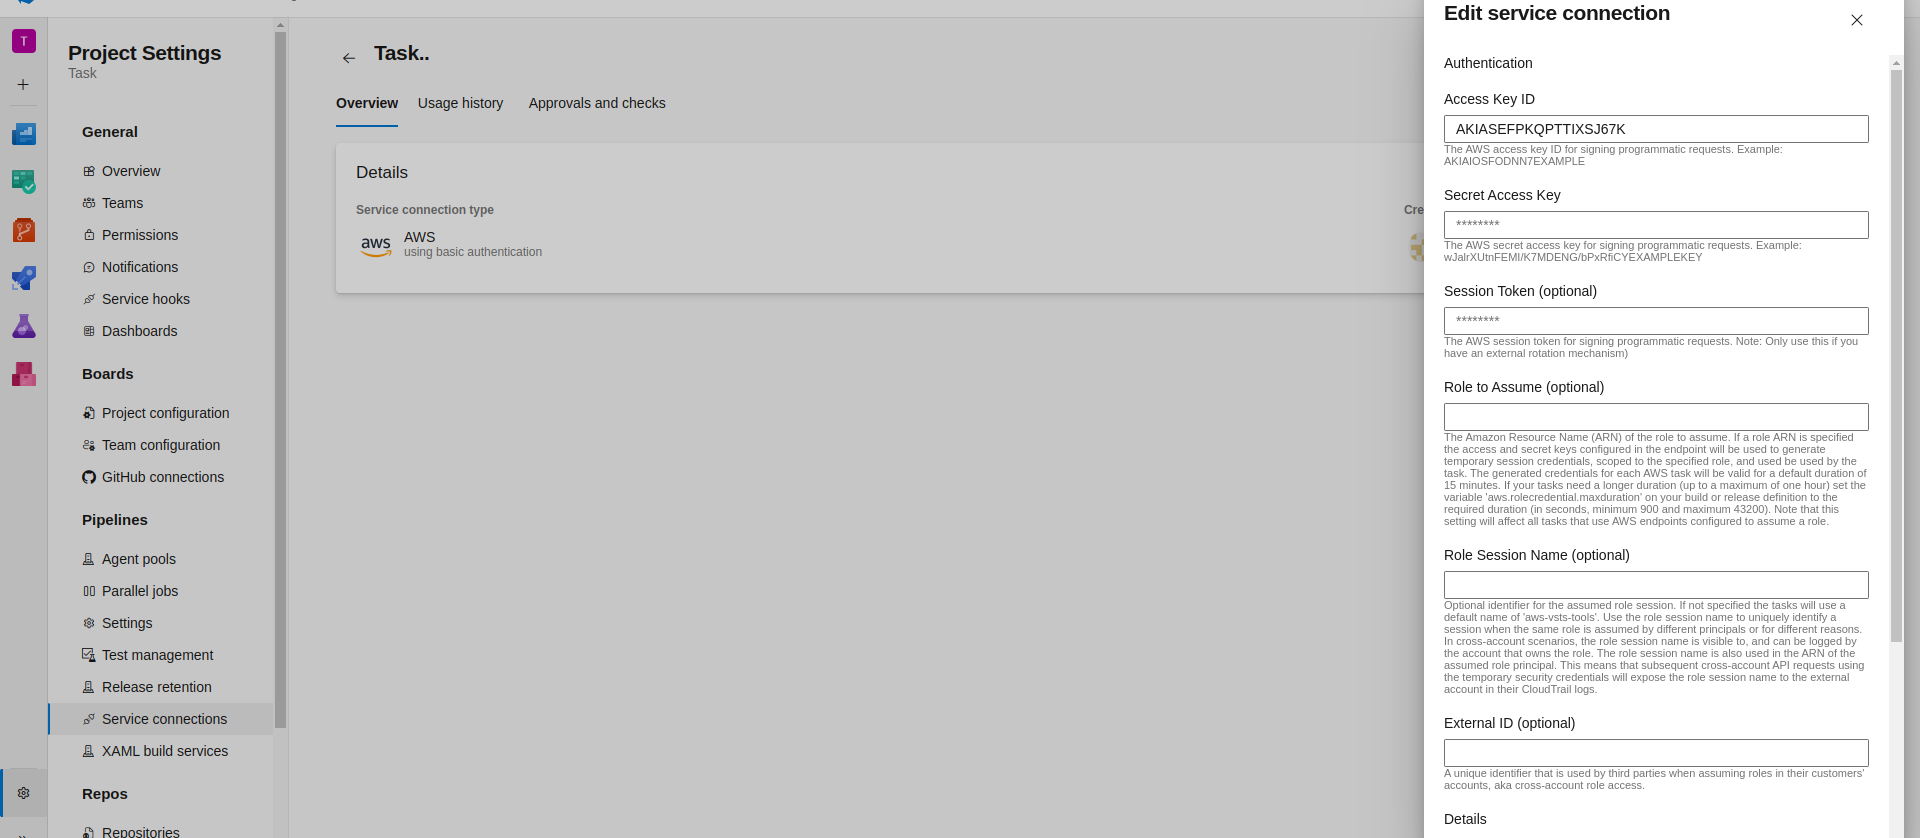 T
Project Settings
Task
General
Overview
Teams
Permissions
Notifications
Service hooks
Dashboards
Boards
Project configuration
Team configuration
GitHub connections
Pipelines
Agent pools
Parallel jobs
Settings
Test management
Release retention
Service connections
XAML build services
Repos
Repositories
Task..
Overview Usage history Approvals and checks
Details
Service connection type
Cre
aws
AWS
using basic authentication
Edit service connection
Authentication
Access Key ID
AKIASEFPKQPTTIXSJ67K
The AWS access key ID for signing programmatic requests. Example:
AKIAIOSFODNN7EXAMPLE
Secret Access Key
********
The AWS secret access key for signing programmatic requests. Example:
wJalrXUtnFEMI/K7MDENG/bPxRfiCYEXAMPLEKEY
Session Token (optional)
********
The AWS session token for signing programmatic requests. Note: Only use this if you
have an external rotation mechanism)
Role to Assume (optional)
The Amazon Resource Name (ARN) of the role to assume. If a role ARN is specified
the access and secret keys configured in the endpoint will be used to generate
temporary session credentials, scoped to the specified role, and used be used by the
task. The generated credentials for each AWS task will be valid for a default duration of
15 minutes. If your tasks need a longer duration (up to a maximum of one hour) set the
variable 'aws.rolecredential.maxduration' on your build or release definition to the
required duration (in seconds, minimum 900 and maximum 43200). Note that this
setting will affect all tasks that use AWS endpoints configured to assume a role.
Role Session Name (optional)
Optional identifier for the assumed role session. If not specified the tasks will use a
default name of 'aws-vsts-tools'. Use the role session name to uniquely identify a
session when the same role is assumed by different principals or for different reasons.
In cross-account scenarios, the role session name is visible to, and can be logged by
the account that owns the role. The role session name is also used in the ARN of the
assumed role principal. This means that subsequent cross-account API requests using
the temporary security credentials will expose the role session name to the external
account in their CloudTrail logs.
External ID (optional)
A unique identifier that is used by third parties when assuming roles in their customers'
accounts, aka cross-account role access.
Details